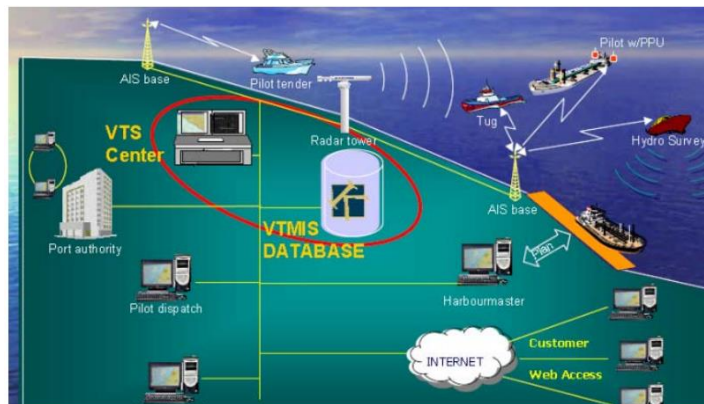 Pilot w/PPU
AIS base
Pilot tender
Tug
VTS
Center
Radar tower
Hydro Survey
AIS base
Port authority
VTMIS
DATABASE
Plan
Pilot dispatch
Harbourmaster
INTERNET
Customer
Web Access